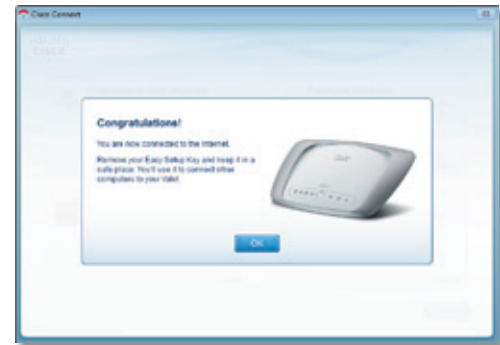 Cisco Connect
CISCO
Congratulations!
You are now connected to the Internet.
Remove your Easy Setup Key and keep it in a
safe place. You'll use it to connect other
computers to your Valet.
OK